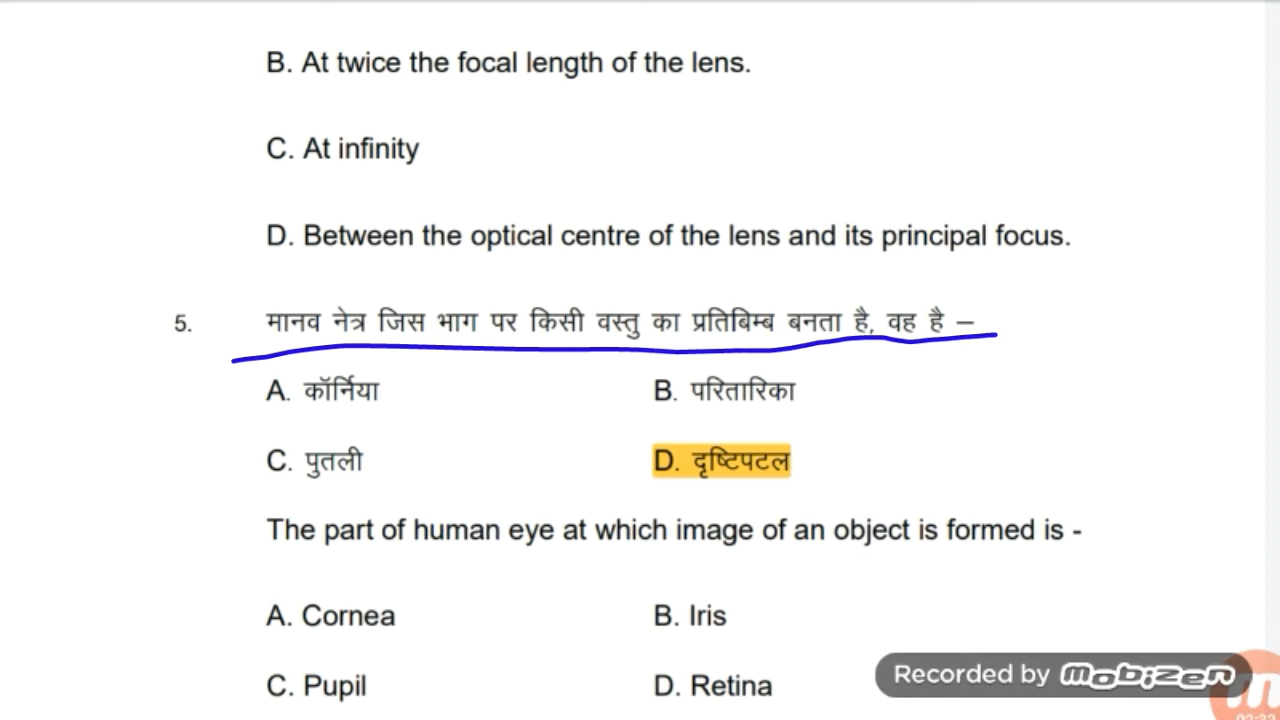 B. At twice the focal length of the lens.
C. At infinity
D. Between the optical centre of the lens and its principal focus.
5. मानव नेत्र जिस भाग पर किसी वस्तु का प्रतिबिम्ब बनता है, वह है –
A. कॉर्निया B. परितारिका
C. पुतली D. दृष्टिपटल
The part of human eye at which image of an object is formed is -
A. Cornea B. Iris
C. Pupil D. Retina
Recorded by mobizen